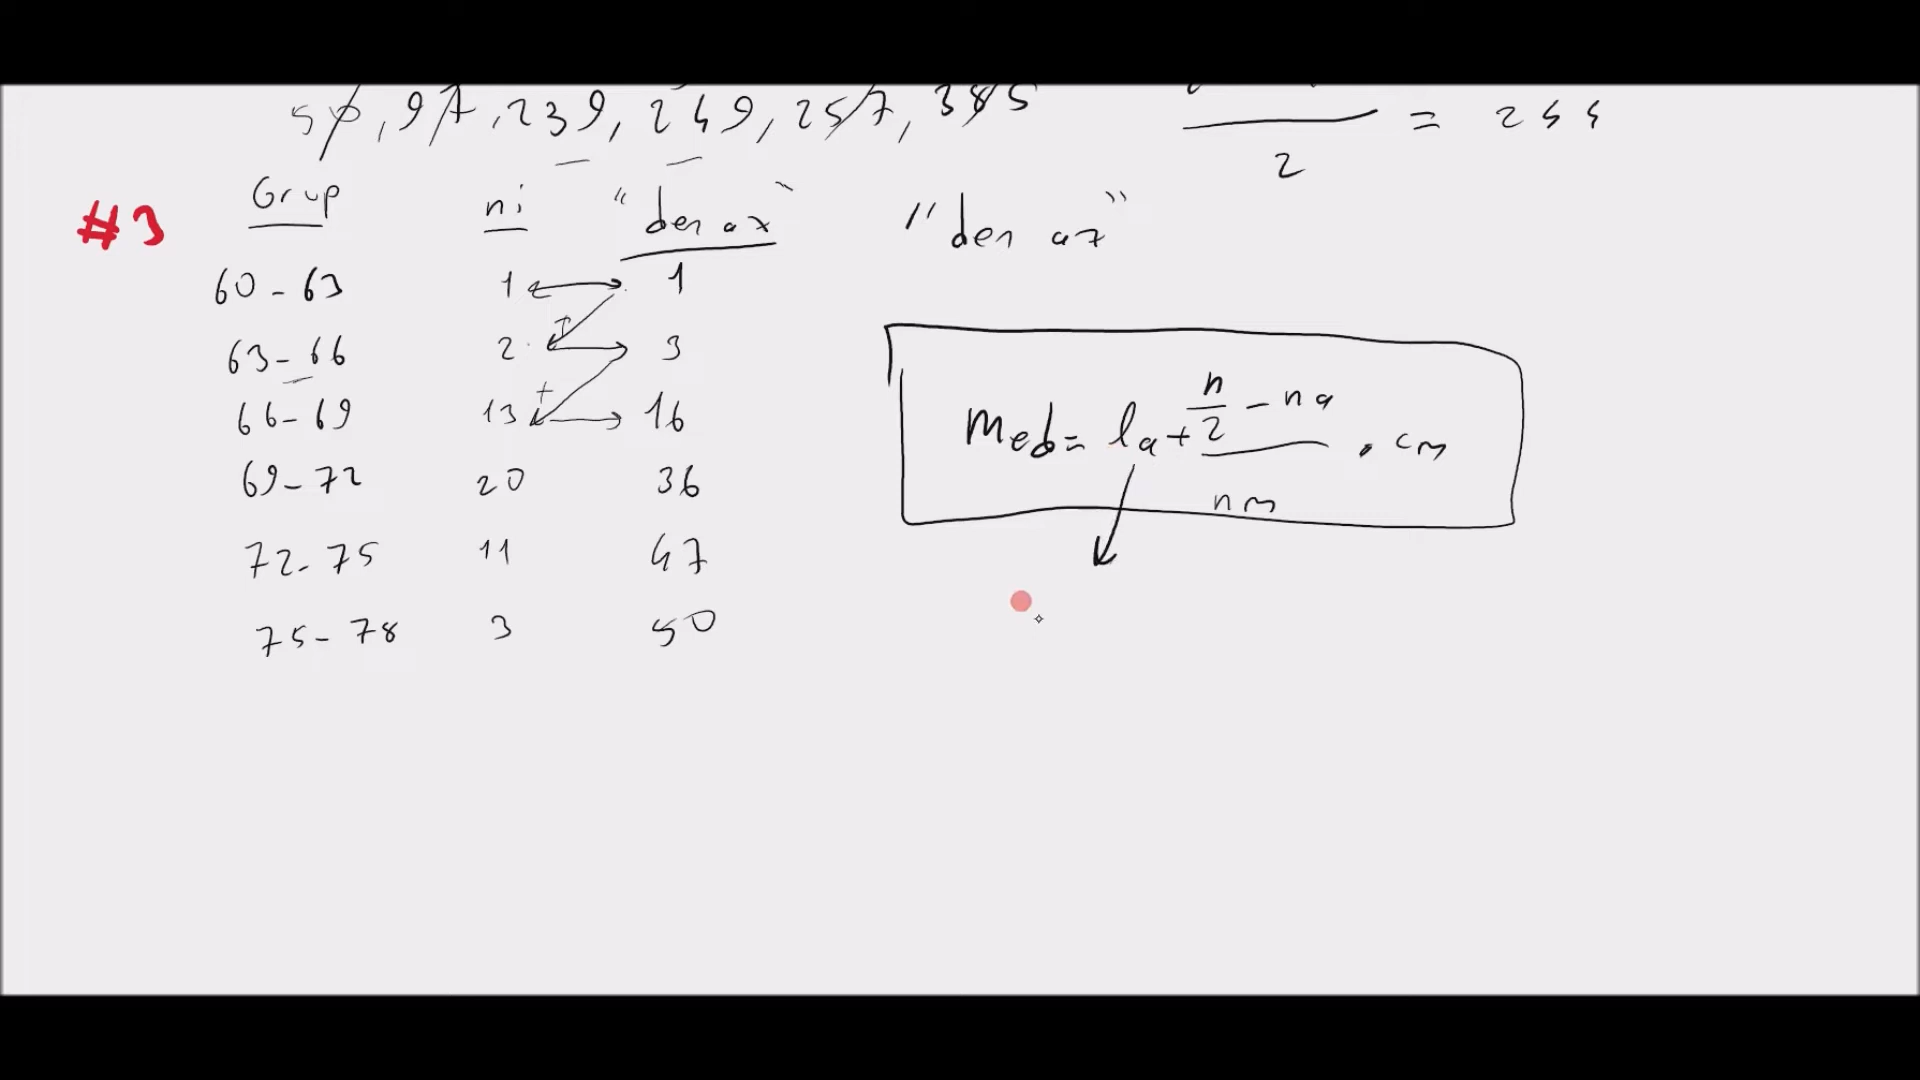 50, 97, 239, 249, 257, 385
2 = 244
#3 Grup ni "den az" "den az"
60-63 1 1
63-66 2 + 3
66-69 13 + 16
69-72 20 36
72-75 11 47
75-78 3 50
n
Med= la+ 2 - na . cm
nm